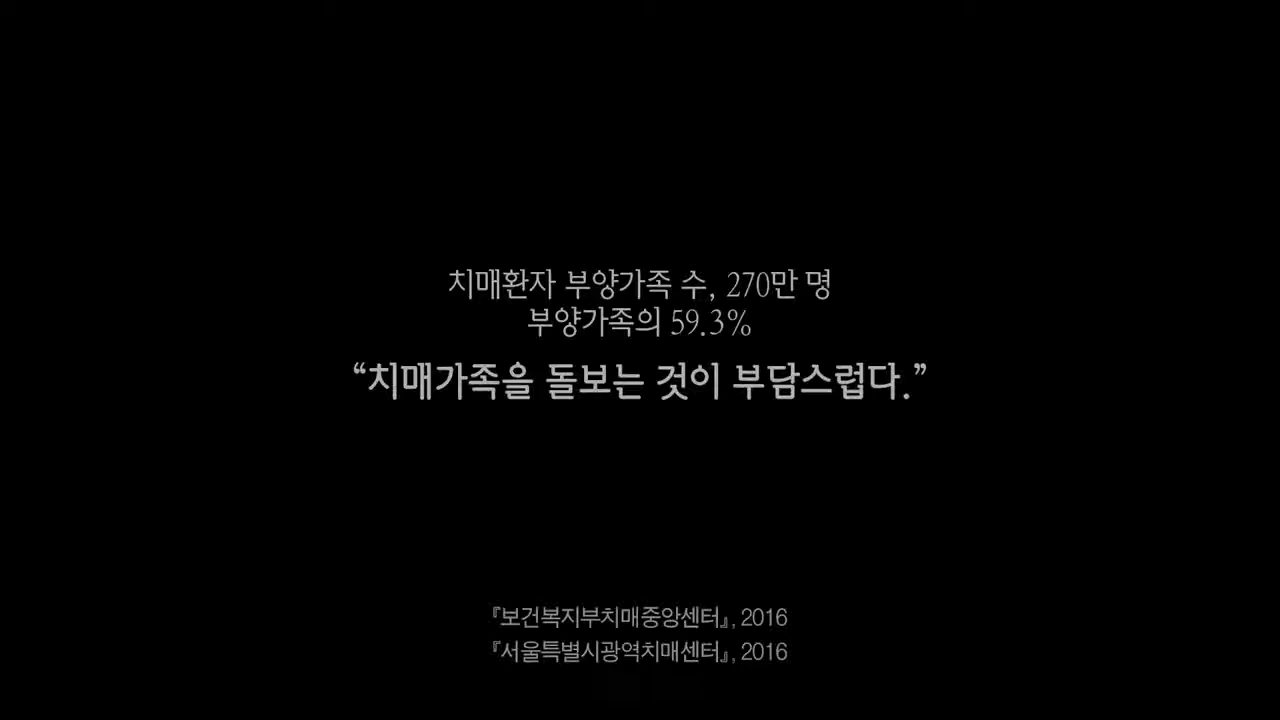 치매환자 부양가족 수, 270만 명
부양가족의 59.3%
“치매가족을 돌보는 것이 부담스럽다.”
『보건복지부치매중앙센터』, 2016
『서울특별시광역치매센터』, 2016